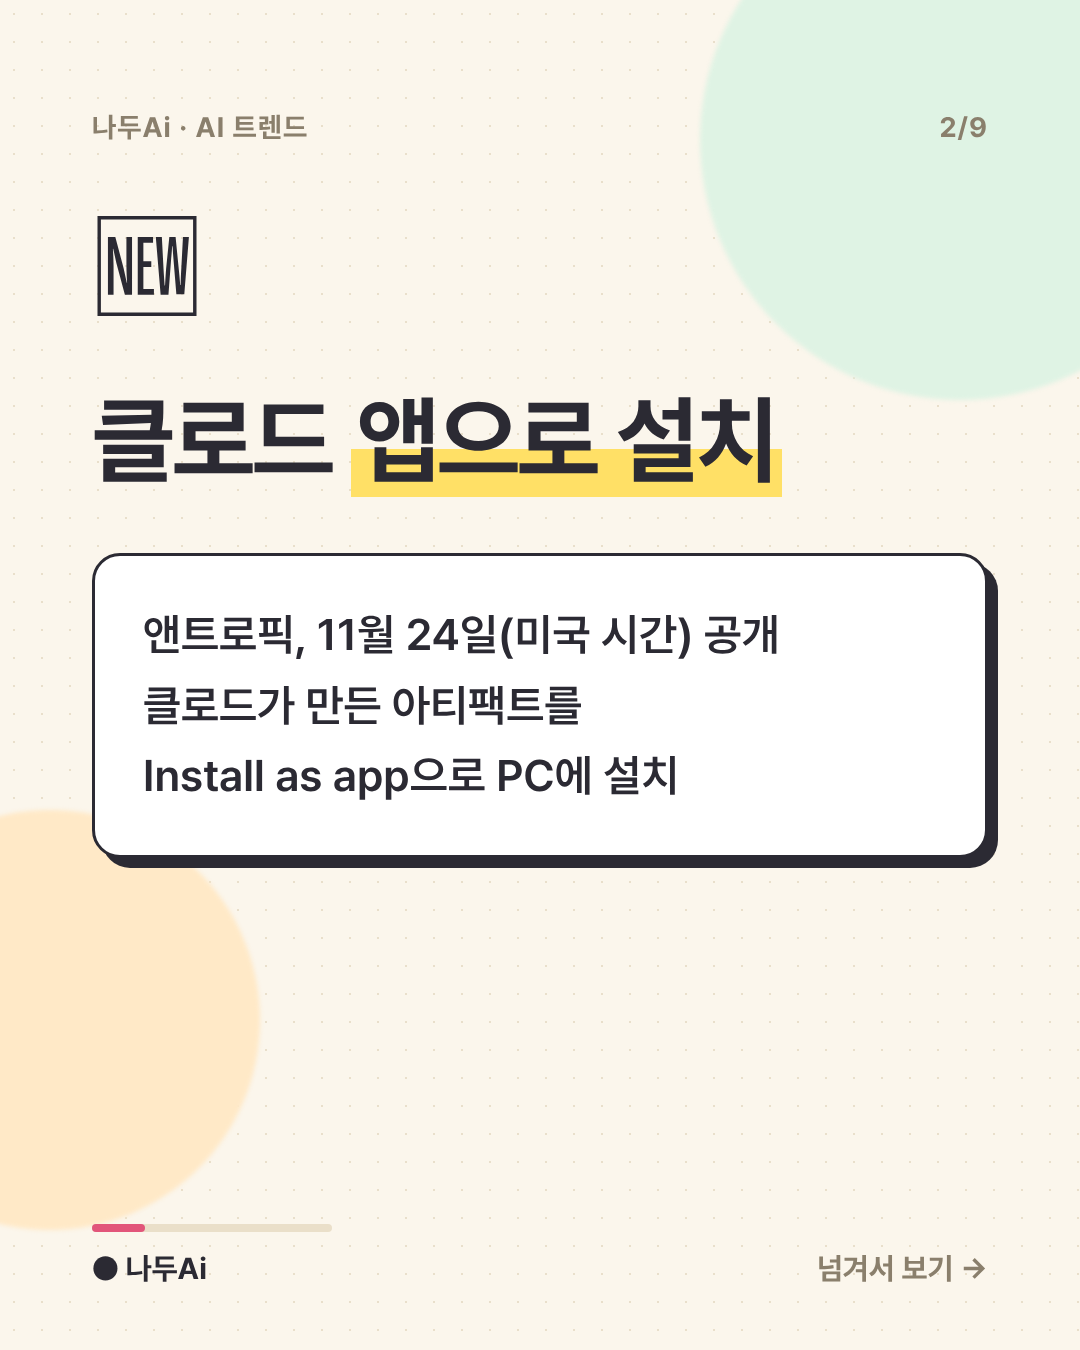 나두Ai · AI 트렌드
2/9
NEW
클로드 앱으로 설치
앤트로픽, 11월 24일(미국 시간) 공개
클로드가 만든 아티팩트를
Install as app으로 PC에 설치
나두Ai
넘겨서 보기 →